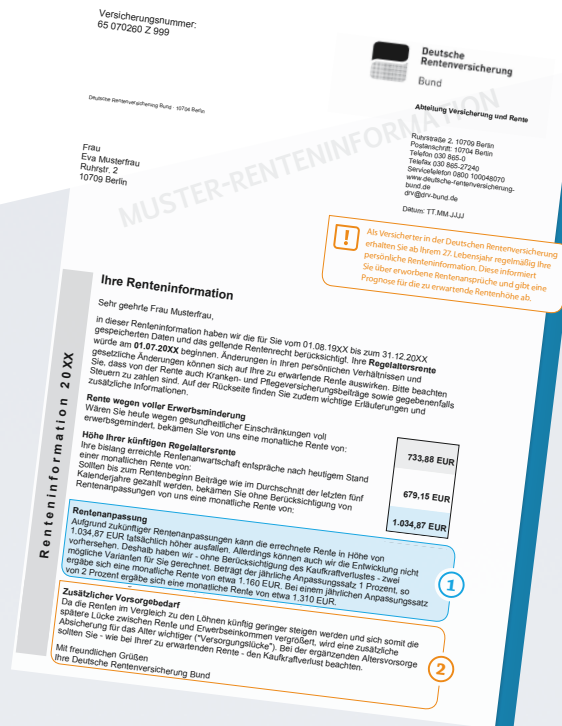 Versicherungsnummer:
65 070260 Z 999
Deutsche
Rentenversicherung
Bund
Abteilung Versicherung und Rente
Deutsche Rentenversicherung Bund · 10704 Berlin
Ruhrstraße 2, 10709 Berlin
Postanschrift: 10704 Berlin
Telefon 030 865-0
Telefax 030 865-27240
Servicetelefon 0800 100048070
www.deutsche-rentenversicherung-
bund.de
drv@drv-bund.de
Datum: TT.MM.JJJJ
Frau
Eva Musterfrau
Ruhrstr. 2
10709 Berlin
MUSTER-RENTENINFORMATION
!
Als Versicherter in der Deutschen Rentenversicherung
erhalten Sie ab Ihrem 27. Lebensjahr regelmäßig Ihre
persönliche Renteninformation. Diese informiert
Sie über erworbene Rentenansprüche und gibt eine
Prognose für die zu erwartende Rentenhöhe ab.
Renteninformation 20XX
Ihre Renteninformation
Sehr geehrte Frau Musterfrau,
in dieser Renteninformation haben wir die für Sie vom 01.08.19XX bis zum 31.12.20XX
gespeicherten Daten und das geltende Rentenrecht berücksichtigt. Ihre Regelaltersrente
würde am 01.07.20XX beginnen. Änderungen in Ihren persönlichen Verhältnissen und
gesetzliche Änderungen können sich auf Ihre zu erwartende Rente auswirken. Bitte beachten
Sie, dass von der Rente auch Kranken- und Pflegeversicherungsbeiträge sowie gegebenenfalls
Steuern zu zahlen sind. Auf der Rückseite finden Sie zudem wichtige Erläuterungen und
zusätzliche Informationen.
Rente wegen voller Erwerbsminderung
Wären Sie heute wegen gesundheitlicher Einschränkungen voll
erwerbsgemindert, bekämen Sie von uns eine monatliche Rente von:
733,88 EUR
Höhe Ihrer künftigen Regelaltersrente
Ihre bislang erreichte Rentenanwartschaft entspräche nach heutigem Stand
einer monatlichen Rente von:
679,15 EUR
Sollten bis zum Rentenbeginn Beiträge wie im Durchschnitt der letzten fünf
Kalenderjahre gezahlt werden, bekämen Sie ohne Berücksichtigung von
Rentenanpassungen von uns eine monatliche Rente von:
1.034,87 EUR
Rentenanpassung
Aufgrund zukünftiger Rentenanpassungen kann die errechnete Rente in Höhe von
1.034,87 EUR tatsächlich höher ausfallen. Allerdings können auch wir die Entwicklung nicht
vorhersehen. Deshalb haben wir - ohne Berücksichtigung des Kaufkraftverlustes - zwei
mögliche Varianten für Sie gerechnet. Beträgt der jährliche Anpassungssatz 1 Prozent, so
ergäbe sich eine monatliche Rente von etwa 1.160 EUR. Bei einem jährlichen Anpassungssatz
von 2 Prozent ergäbe sich eine monatliche Rente von etwa 1.310 EUR.
1
Zusätzlicher Vorsorgebedarf
Da die Renten im Vergleich zu den Löhnen künftig geringer steigen werden und sich somit die
spätere Lücke zwischen Rente und Erwerbseinkommen vergrößert, wird eine zusätzliche
Absicherung für das Alter wichtiger ("Versorgungslücke"). Bei der ergänzenden Altersvorsorge
sollten Sie - wie bei Ihrer zu erwartenden Rente - den Kaufkraftverlust beachten.
2
Mit freundlichen Grüßen
Ihre Deutsche Rentenversicherung Bund